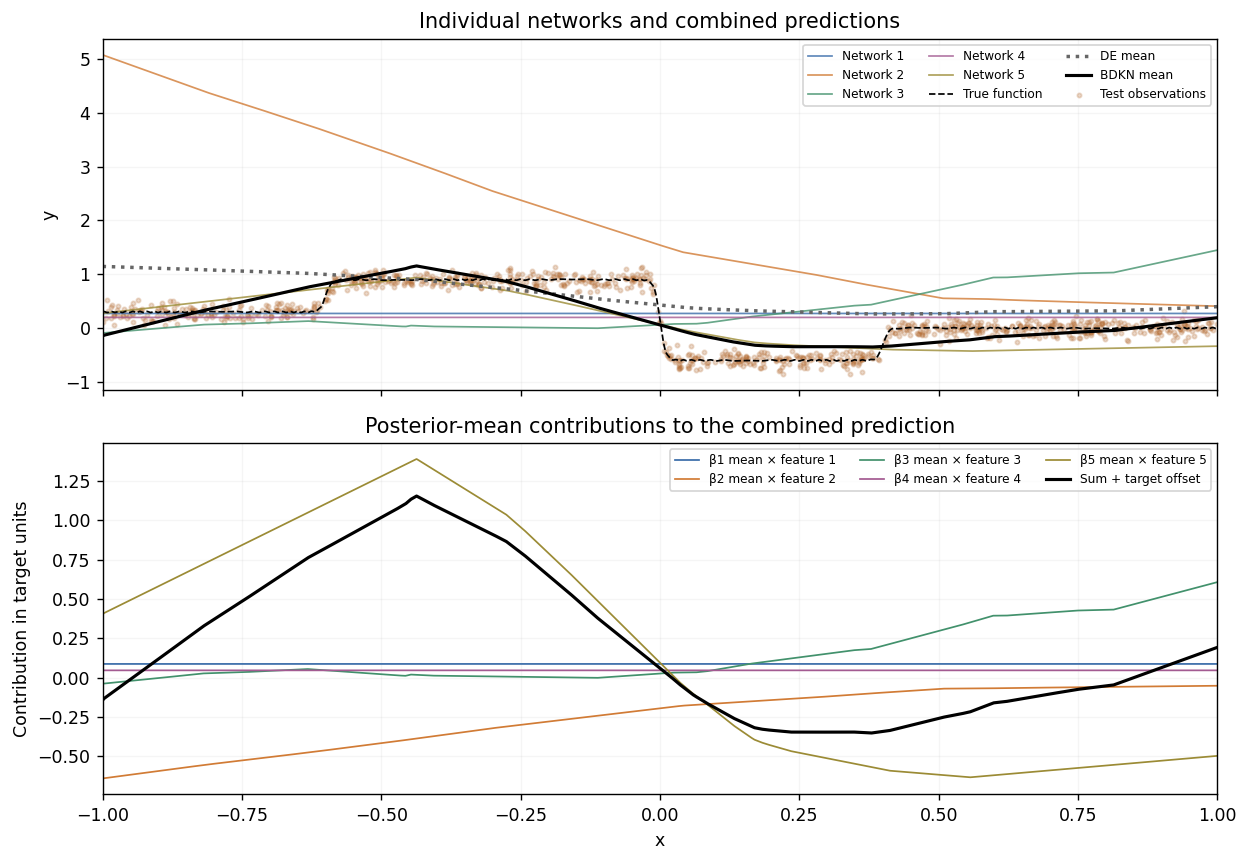 Individual networks and combined predictions
Network 1
Network 2
Network 3
Network 4
Network 5
True function
DE mean
BDKN mean
Test observations
5
4
3
2
1
0
−1
y
Posterior-mean contributions to the combined prediction
β1 mean × feature 1
β2 mean × feature 2
β3 mean × feature 3
β4 mean × feature 4
β5 mean × feature 5
Sum + target offset
1.25
1.00
0.75
0.50
0.25
0.00
−0.25
−0.50
Contribution in target units
−1.00
−0.75
−0.50
−0.25
0.00
0.25
0.50
0.75
1.00
x